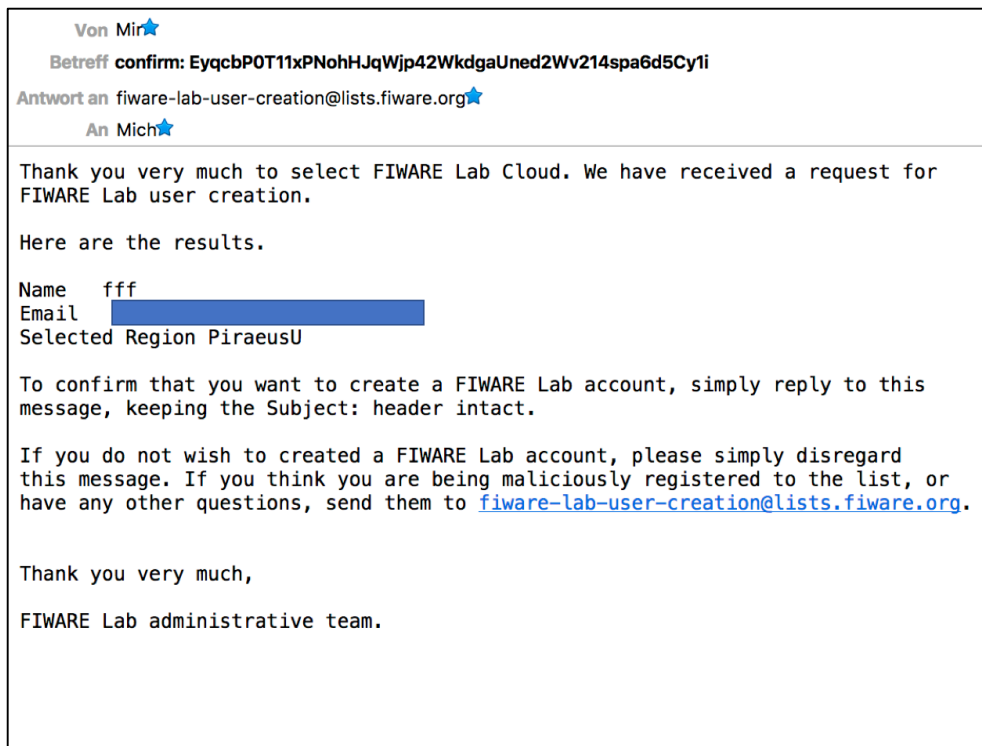 Von Mir
Betreff confirm: EyqcbP0T11xPNohHJqWjp42WkdgaUned2Wv214spa6d5Cy1i
Antwort an fiware-lab-user-creation@lists.fiware.org
An Mich
Thank you very much to select FIWARE Lab Cloud. We have received a request for
FIWARE Lab user creation.
Here are the results.
Name fff
Email
Selected Region PiraeusU
To confirm that you want to create a FIWARE Lab account, simply reply to this
message, keeping the Subject: header intact.
If you do not wish to created a FIWARE Lab account, please simply disregard
this message. If you think you are being maliciously registered to the list, or
have any other questions, send them to fiware-lab-user-creation@lists.fiware.org.
Thank you very much,
FIWARE Lab administrative team.